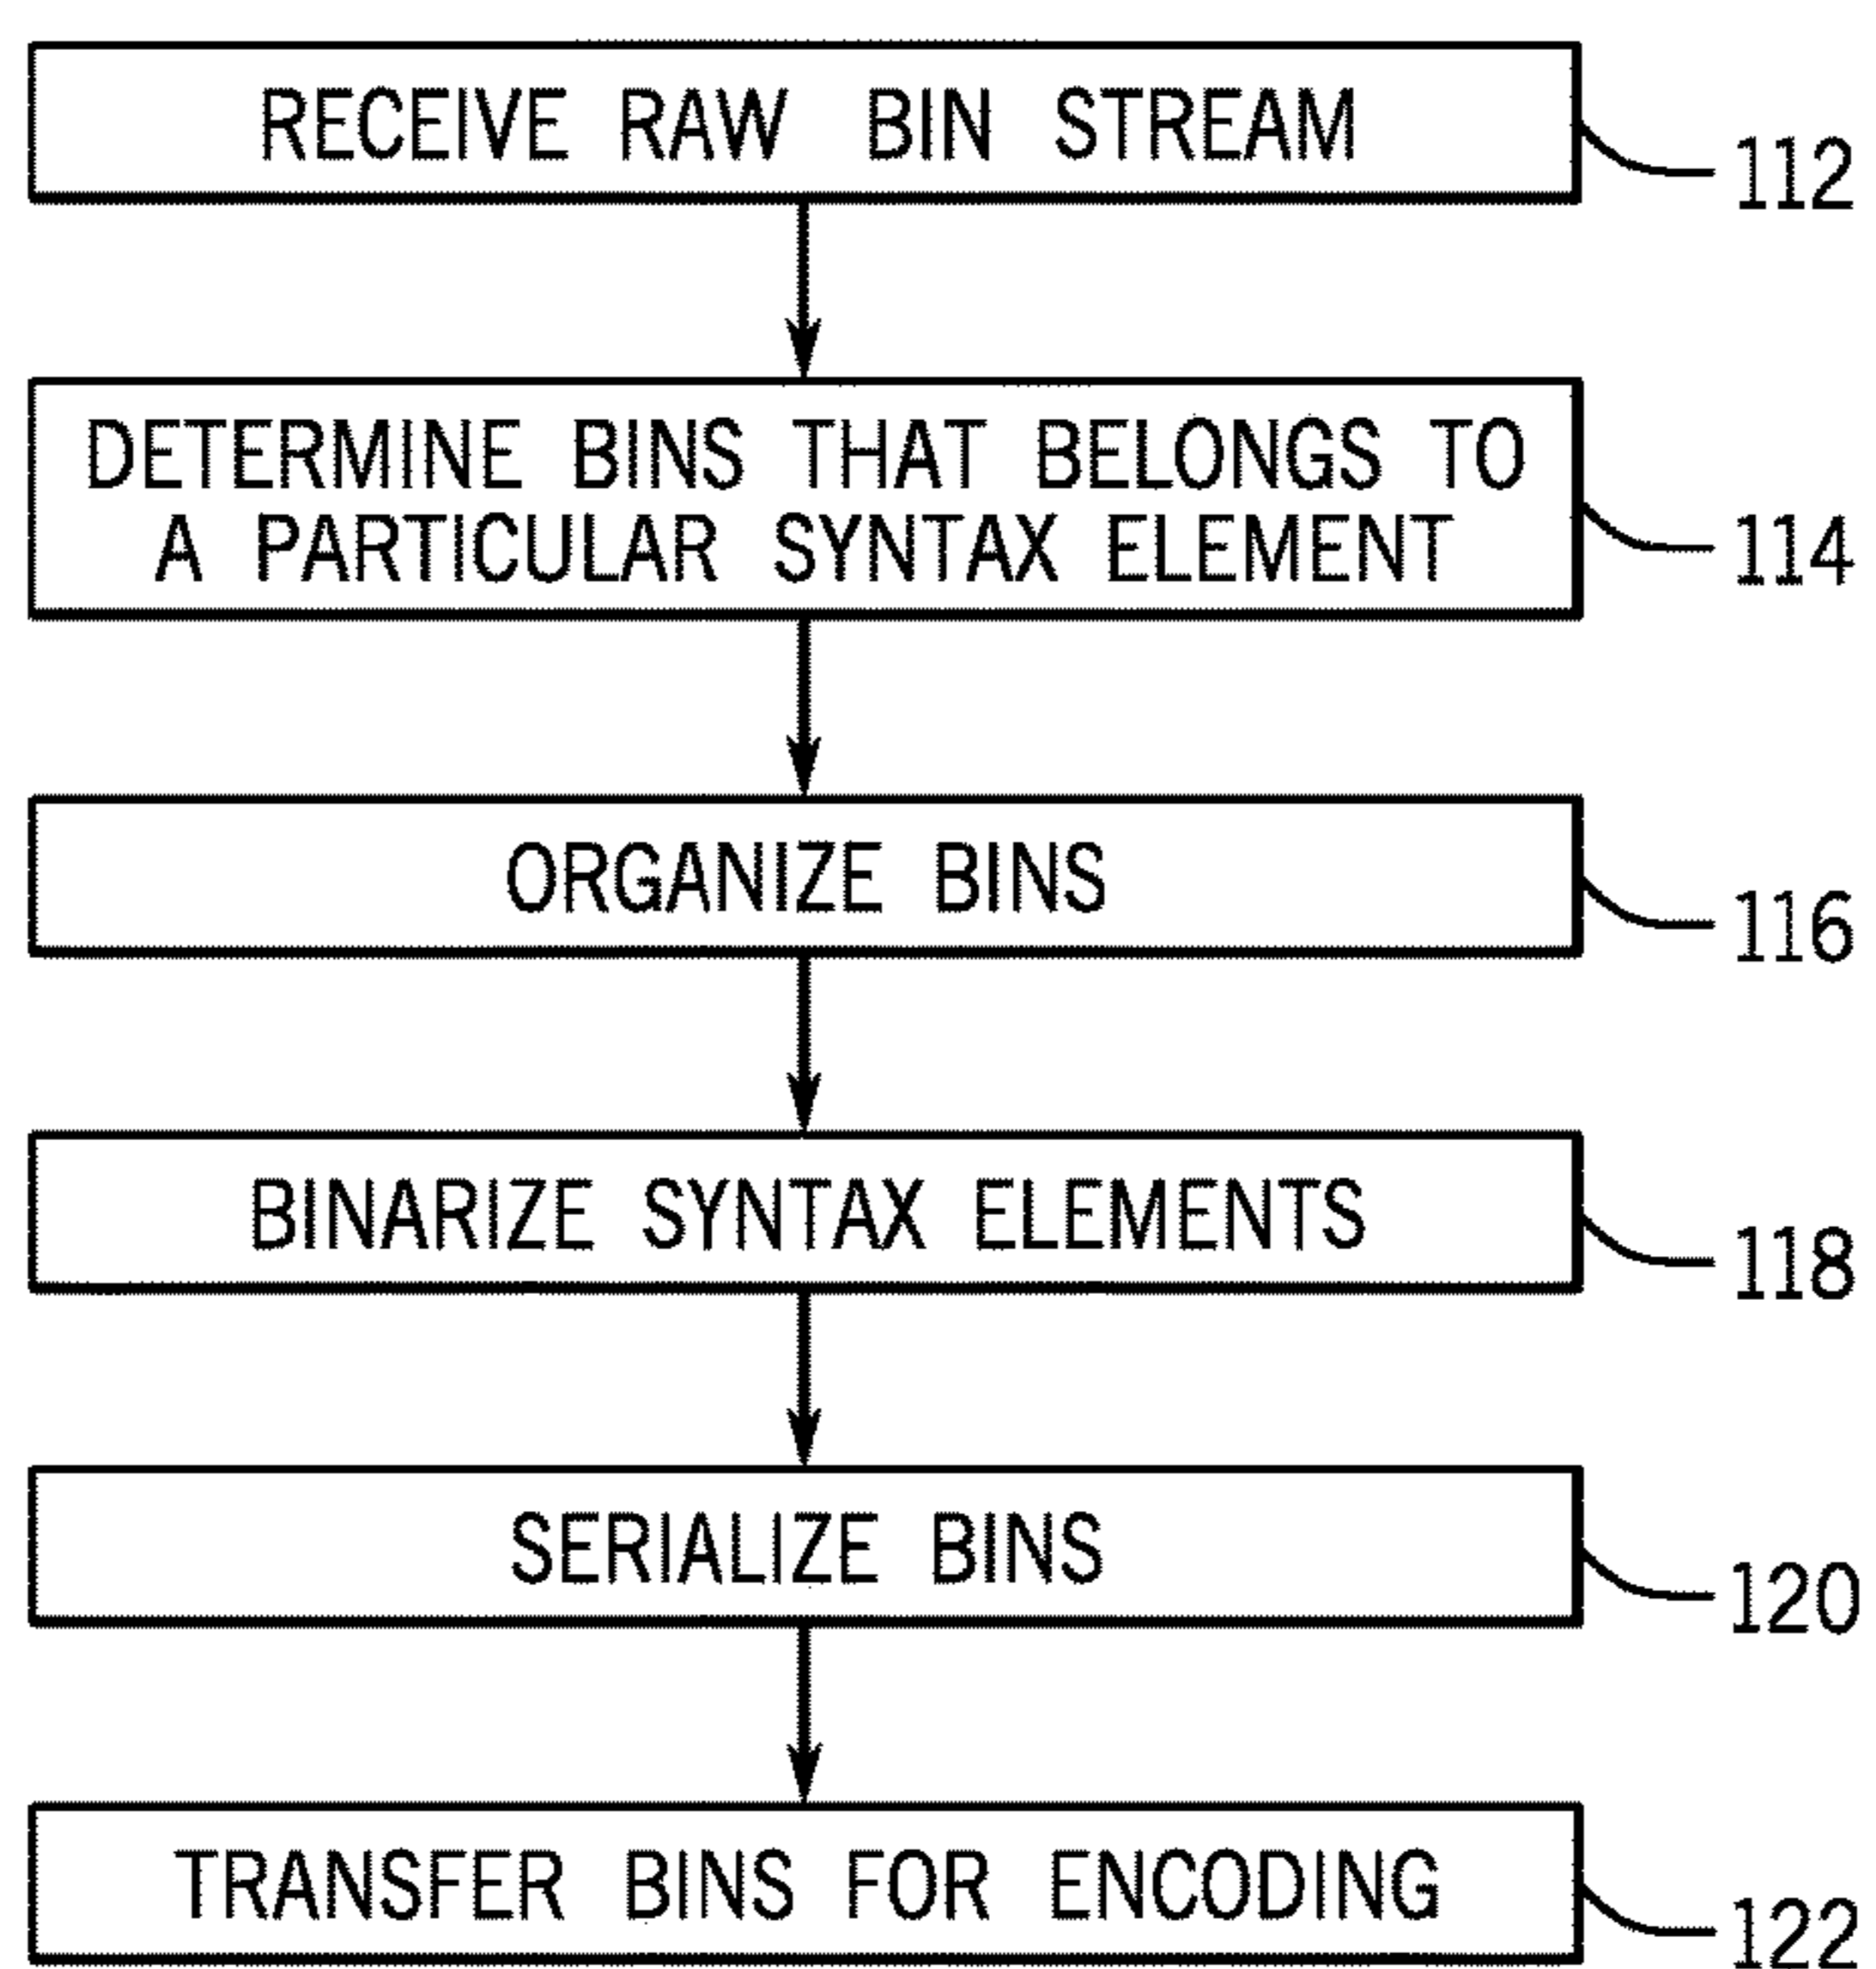 RECEIVE RAW BIN STREAM
112
DETERMINE BINS THAT BELONGS TO
A PARTICULAR SYNTAX ELEMENT
114
ORGANIZE BINS
116
BINARIZE SYNTAX ELEMENTS
118
SERIALIZE BINS
120
TRANSFER BINS FOR ENCODING
122